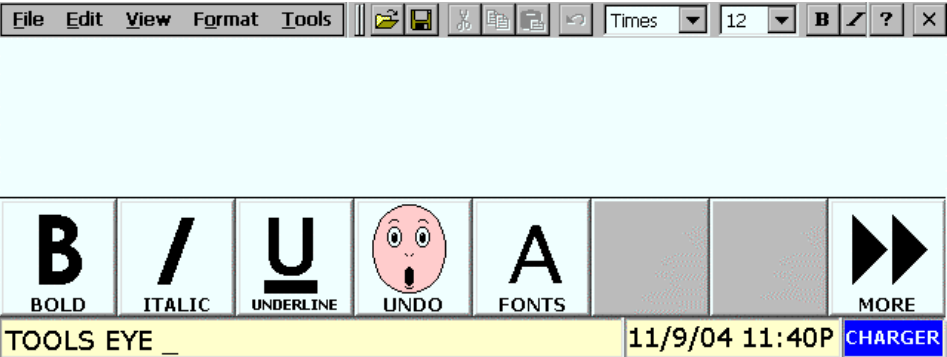 File Edit View Format Tools Times 12 B I ? ×
B I U A
BOLD ITALIC UNDERLINE UNDO FONTS MORE
TOOLS EYE _ 11/9/04 11:40P CHARGER